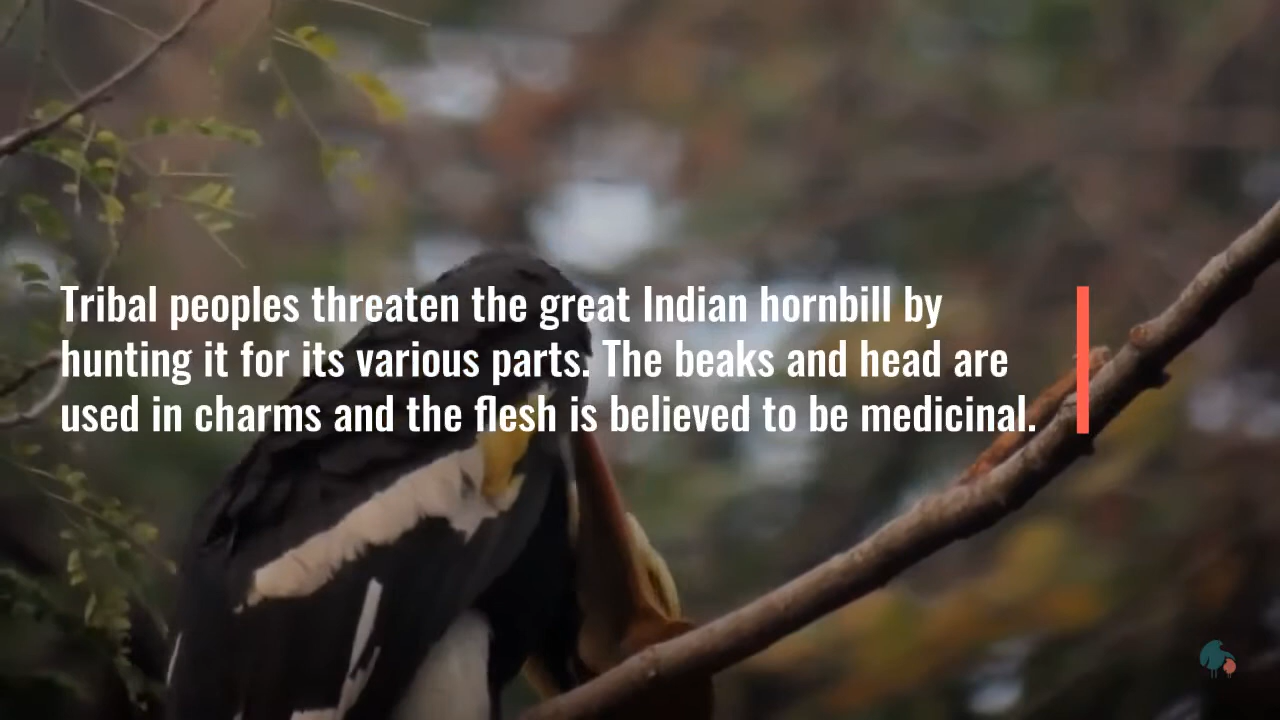 Tribal peoples threaten the great Indian hornbill by
hunting it for its various parts. The beaks and head are
used in charms and the flesh is believed to be medicinal.